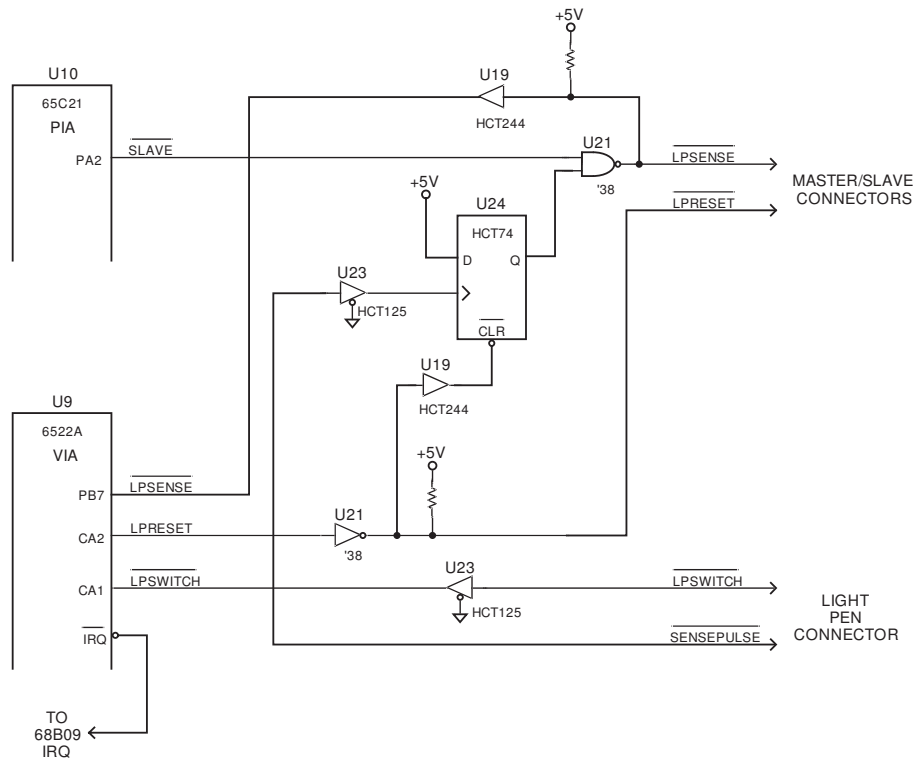 +5V
U10
U19
65C21
PIA
HCT244
U21
SLAVE
PA2
LPSENSE
'38
MASTER/SLAVE
CONNECTORS
+5V
U24
LPRESET
HCT74
D
Q
U23
HCT125
CLR
U19
HCT244
U9
6522A
VIA
+5V
LPSENSE
PB7
U21
LPRESET
CA2
'38
U23
LPSWITCH
LPSWITCH
CA1
HCT125
LIGHT
PEN
CONNECTOR
IRQ
SENSEPULSE
TO
68B09
IRQ